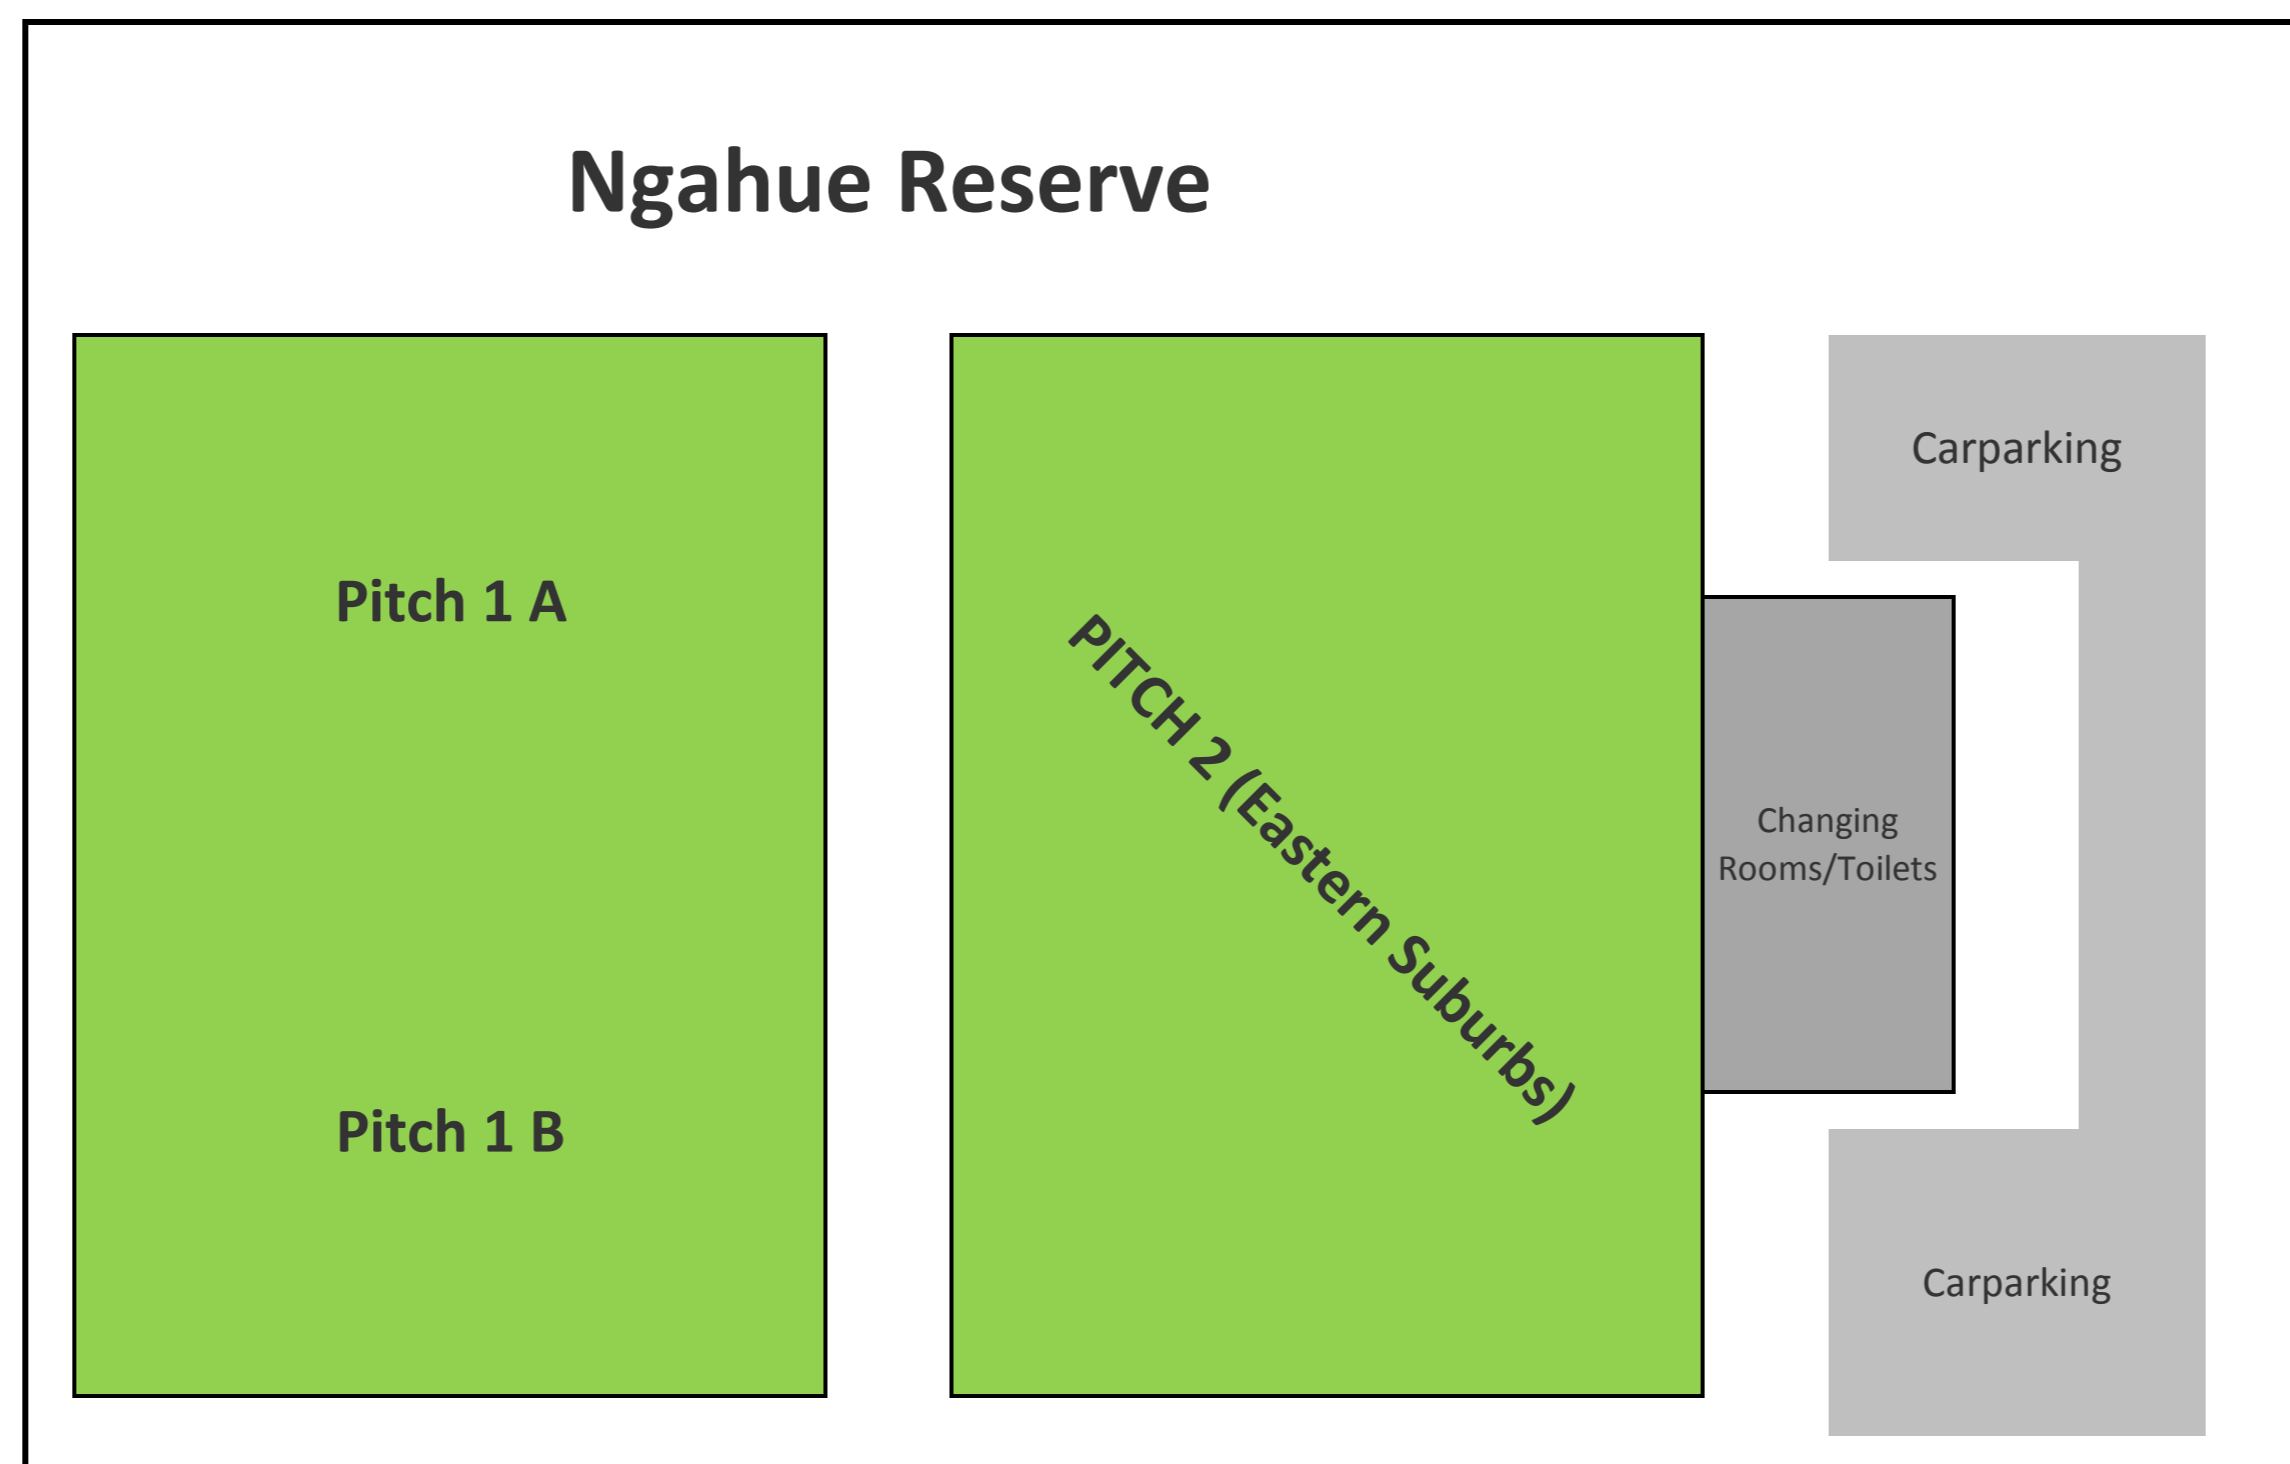 Ngahue Reserve
Pitch 1 A
Pitch 1 B
PITCH 2 (Eastern Suburbs)
Changing
Rooms/Toilets
Carparking
Carparking